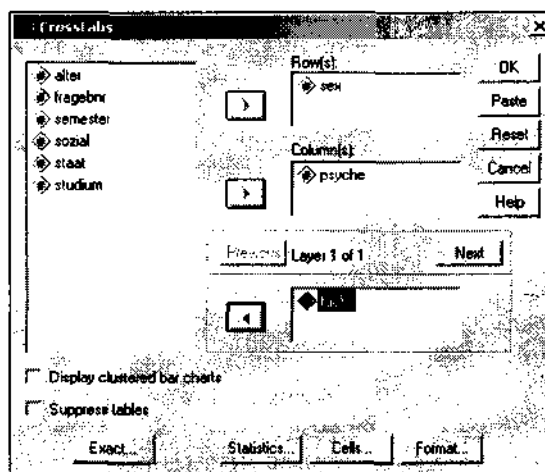 Crosstabs
alter
fragebnr
semester
sozial
staat
studium
Row(s):
sex
Column(s):
psyche
OK
Paste
Reset
Cancel
Help
Previous
Layer 1 of 1
Next
Display clustered bar charts
Suppress tables
Exact...
Statistics...
Cells...
Format...